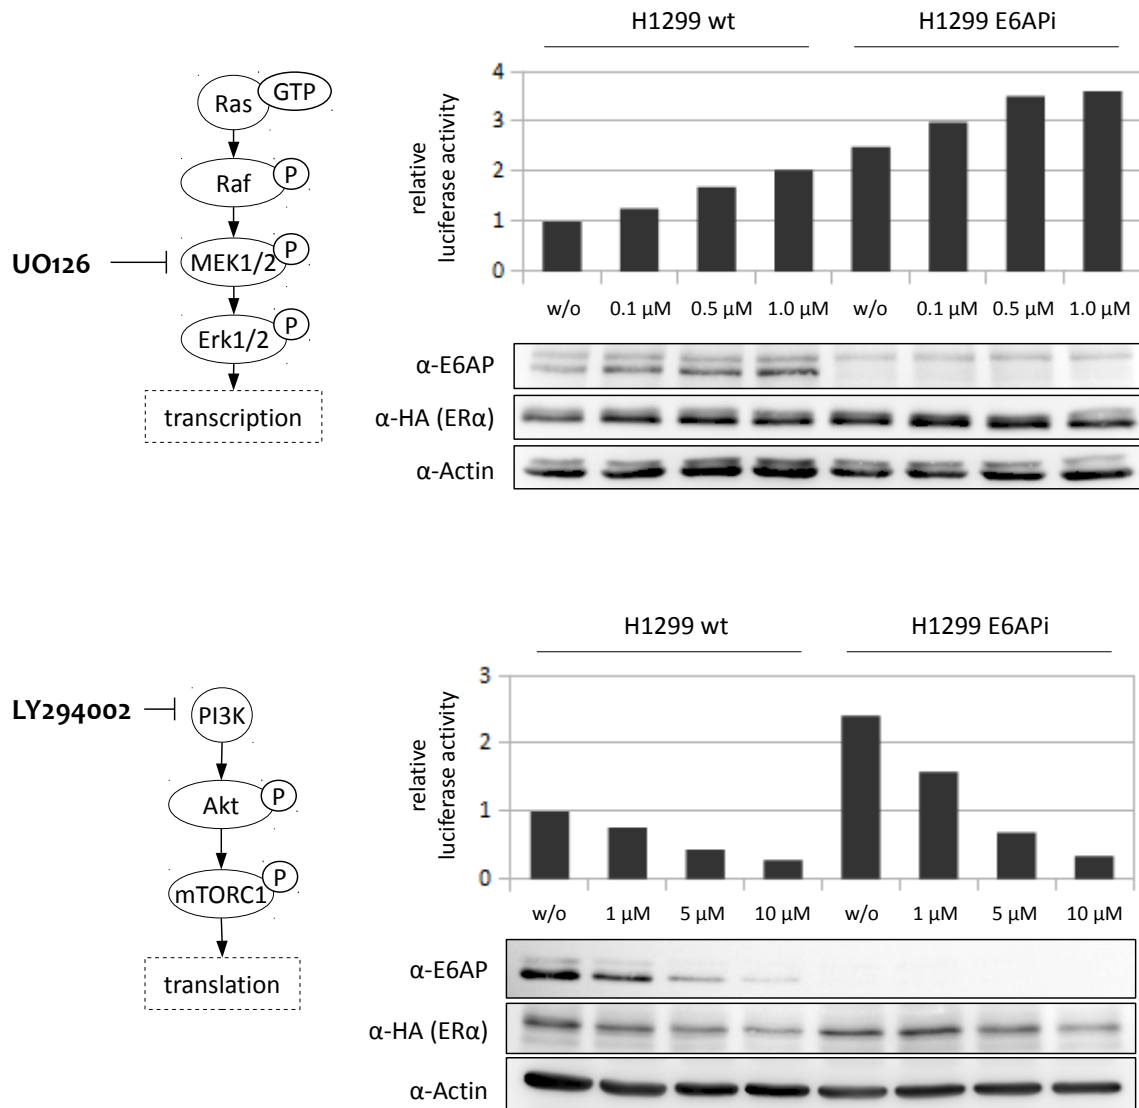 H1299 wt H1299 E6APi
Ras GTP
Raf P
UO126 MEK1/2 P
Erk1/2 P
transcription
relative
luciferase activity
4
3
2
1
0
w/o 0.1 µM 0.5 µM 1.0 µM w/o 0.1 µM 0.5 µM 1.0 µM
α-E6AP
α-HA (ERα)
α-Actin
H1299 wt H1299 E6APi
LY294002 PI3K
Akt P
mTORC1 P
translation
relative
luciferase activity
3
2
1
0
w/o 1 µM 5 µM 10 µM w/o 1 µM 5 µM 10 µM
α-E6AP
α-HA (ERα)
α-Actin